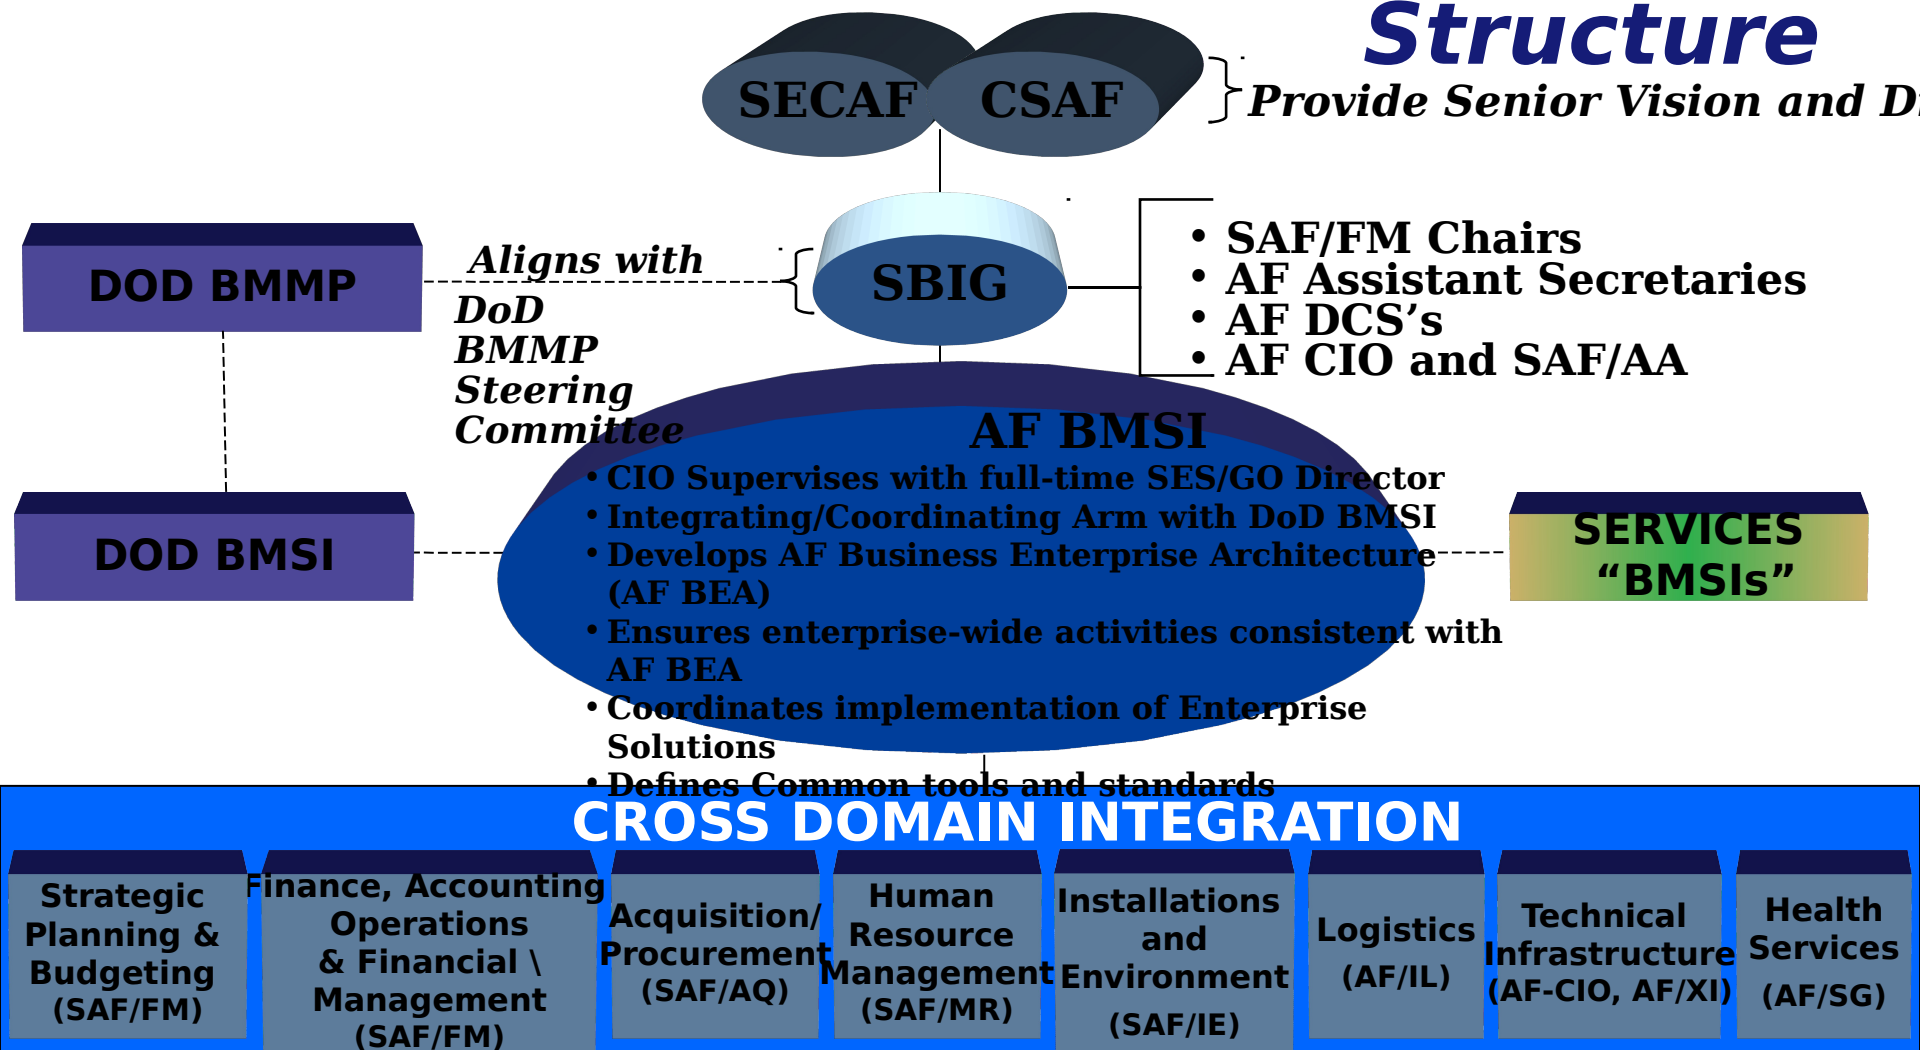 Structure
SECAF
CSAF
Provide Senior Vision and
DOD BMMP
Aligns with
DoD
BMMP
Steering
Committee
SBIG
• SAF/FM Chairs
• AF Assistant Secretaries
• AF DCS’s
• AF CIO and SAF/AA
AF BMSI
• CIO Supervises with full-time SES/GO Director
• Integrating/Coordinating Arm with DoD BMSI
• Develops AF Business Enterprise Architecture
(AF BEA)
• Ensures enterprise-wide activities consistent with
AF BEA
• Coordinates implementation of Enterprise
Solutions
• Defines Common tools and standards
DOD BMSI
SERVICES
“BMSIs”
CROSS DOMAIN INTEGRATION
Strategic
Planning &
Budgeting
(SAF/FM)
Finance, Accounting
Operations
& Financial \
Management
(SAF/FM)
Acquisition/
Procurement
(SAF/AQ)
Human
Resource
Management
(SAF/MR)
Installations
and
Environment
(SAF/IE)
Logistics
(AF/IL)
Technical
Infrastructure
(AF-CIO, AF/XI)
Health
Services
(AF/SG)